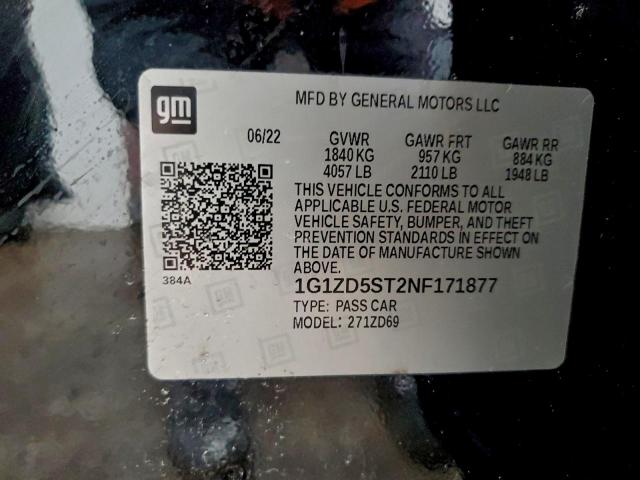 gm
MFD BY GENERAL MOTORS LLC
06/22 GVWR GAWR FRT GAWR RR
1840 KG 957 KG 884 KG
4057 LB 2110 LB 1948 LB
THIS VEHICLE CONFORMS TO ALL
APPLICABLE U.S. FEDERAL MOTOR
VEHICLE SAFETY, BUMPER, AND THEFT
PREVENTION STANDARDS IN EFFECT ON
THE DATE OF MANUFACTURE SHOWN
ABOVE.
384A
1G1ZD5ST2NF171877
TYPE: PASS CAR
MODEL: 271ZD69